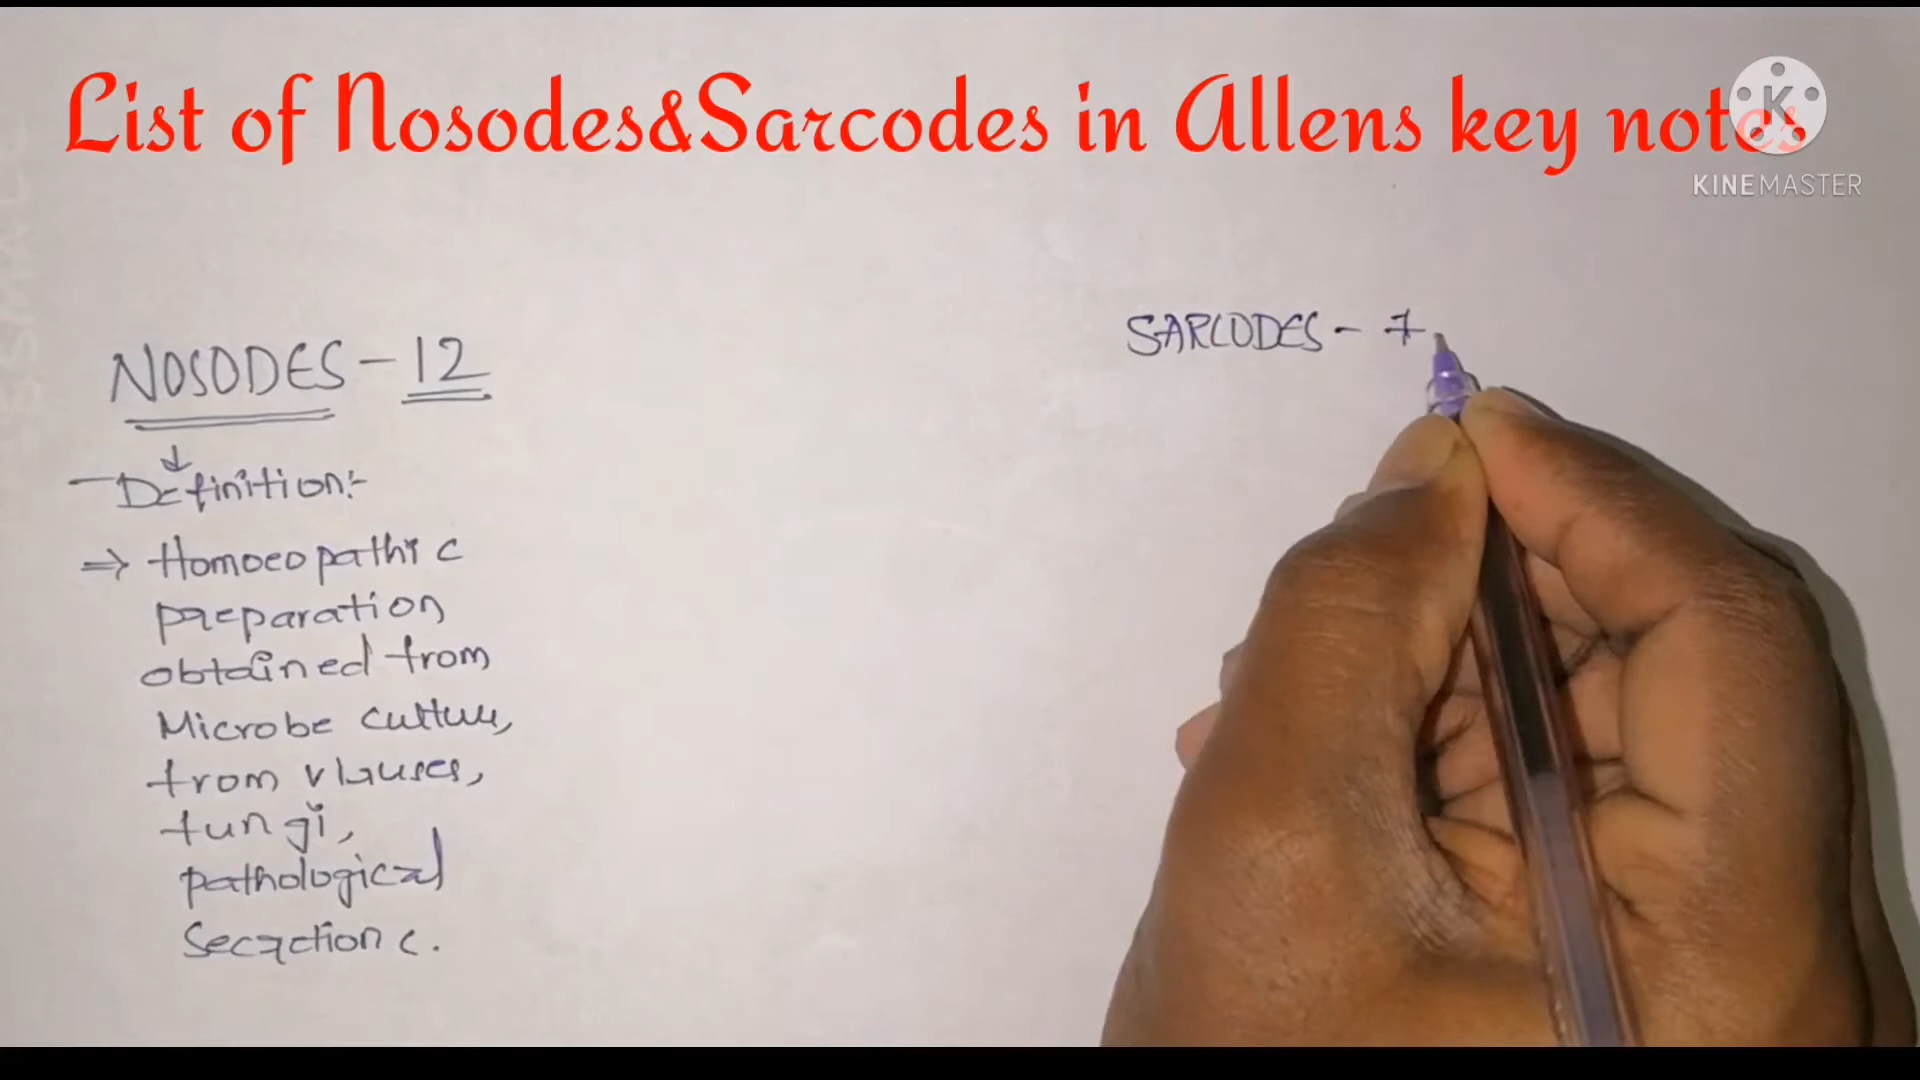 List of Nosodes&Sarcodes in Allens key notes
KINEMASTER
NOSODES - 12
SARCODES - 7
Definition:-
⇒ Homoeopathic
preparation
obtained from
Microbe culture,
from viruses,
fungi,
pathological